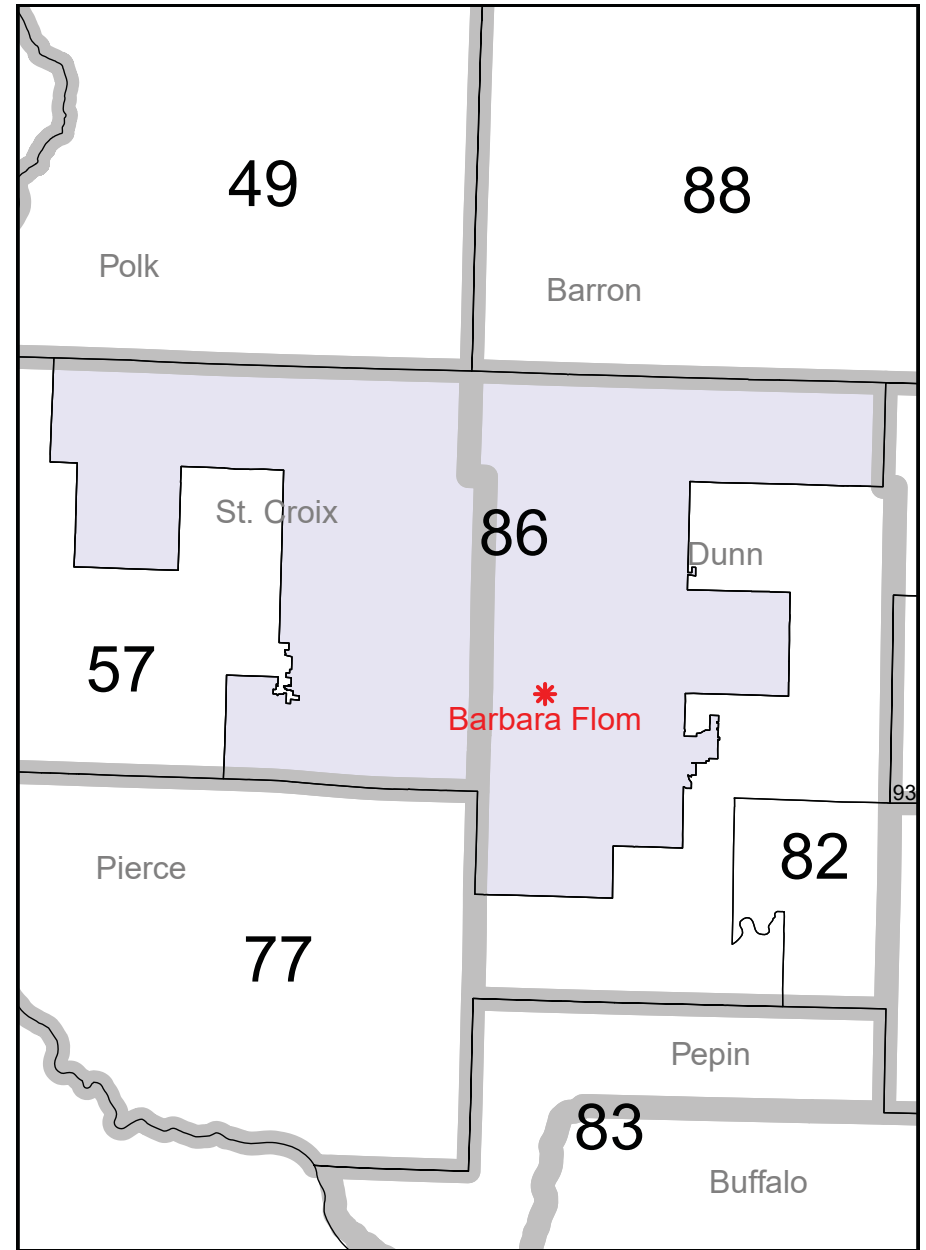 49
88
Polk
Barron
St. Croix
86
Dunn
57
Barbara Flom
93
82
Pierce
77
Pepin
83
Buffalo